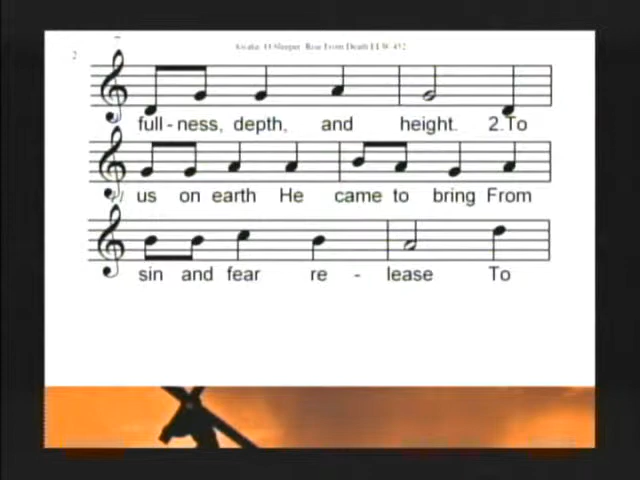 2
Awake, O Sleeper, Rise From Death ELW 452
full - ness, depth, and height. 2.To
us on earth He came to bring From
sin and fear re - lease To